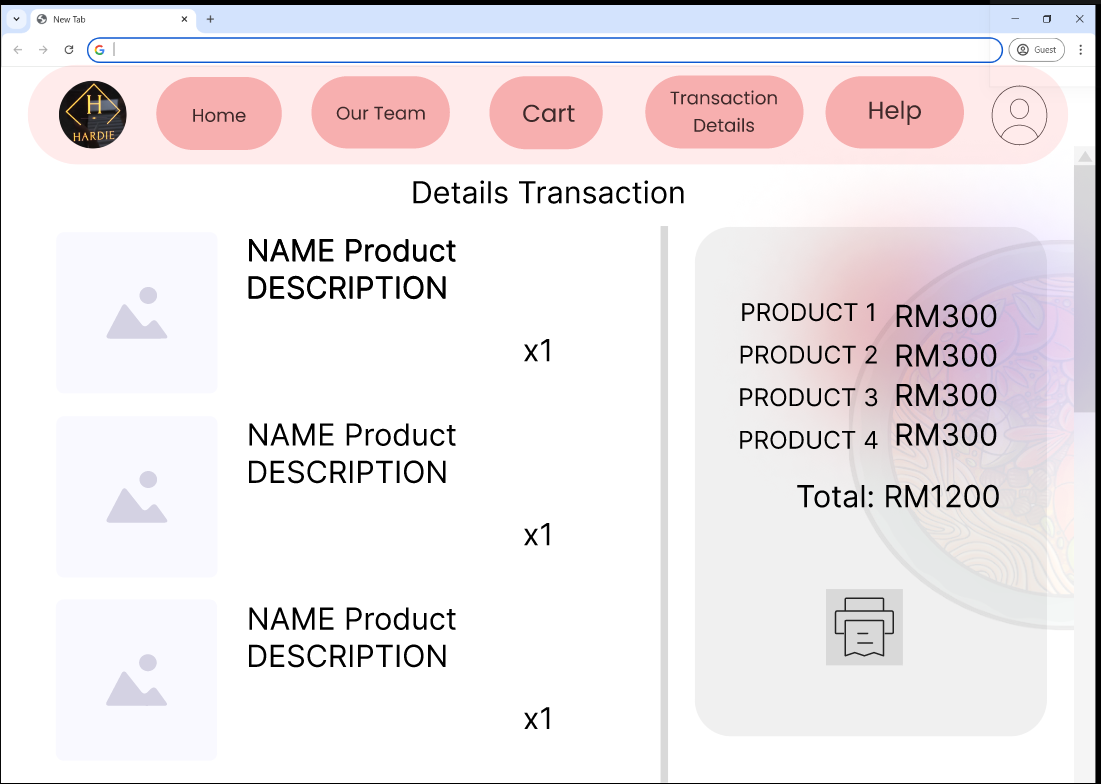 New Tab
Guest
H
HARDIE
Home
Our Team
Cart
Transaction
Details
Help
Details Transaction
NAME Product
DESCRIPTION
x1
NAME Product
DESCRIPTION
x1
NAME Product
DESCRIPTION
x1
PRODUCT 1 RM300
PRODUCT 2 RM300
PRODUCT 3 RM300
PRODUCT 4 RM300
Total: RM1200